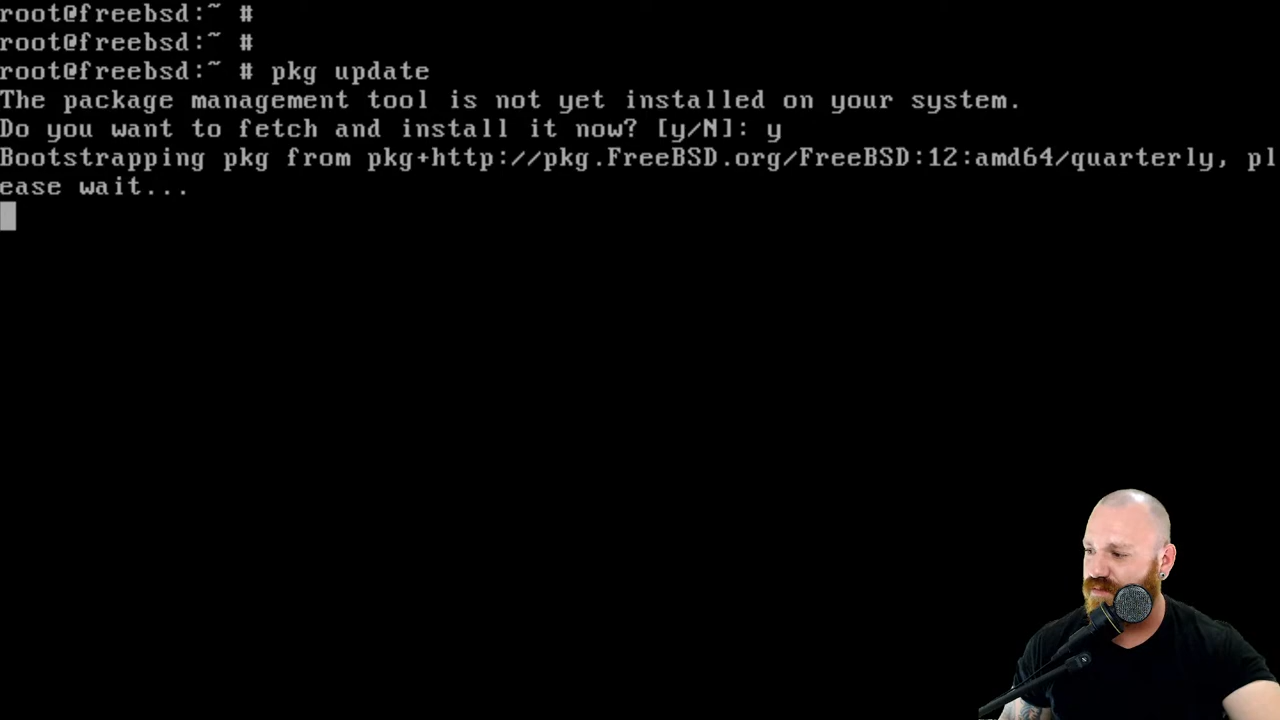 root@freebsd:~ #
root@freebsd:~ #
root@freebsd:~ # pkg update
The package management tool is not yet installed on your system.
Do you want to fetch and install it now? [y/N]: y
Bootstrapping pkg from pkg+http://pkg.FreeBSD.org/FreeBSD:12:amd64/quarterly, pl
ease wait...